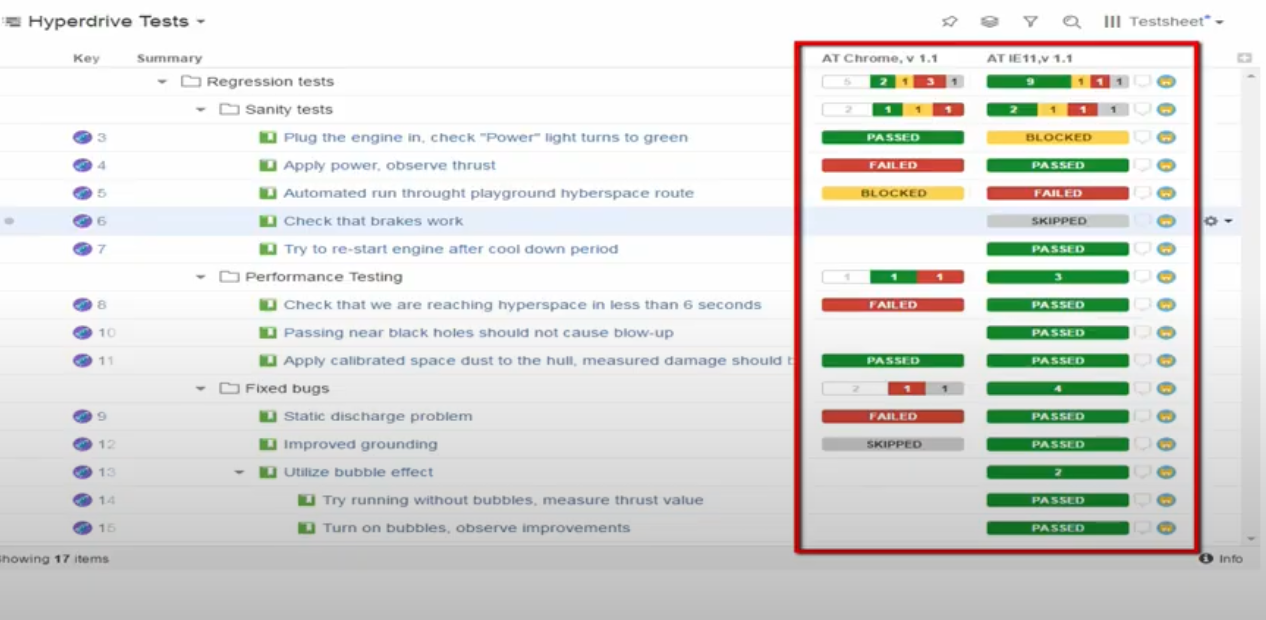 Hyperdrive Tests Testsheet*
Key Summary AT Chrome, v 1.1 AT IE11,v 1.1
Regression tests 5 2 1 3 1 9 1 1 1
Sanity tests 2 1 1 1 2 1 1 1
3 Plug the engine in, check "Power" light turns to green PASSED BLOCKED
4 Apply power, observe thrust FAILED PASSED
5 Automated run throught playground hyberspace route BLOCKED FAILED
6 Check that brakes work SKIPPED
7 Try to re-start engine after cool down period PASSED
Performance Testing 1 1 1 3
8 Check that we are reaching hyperspace in less than 6 seconds FAILED PASSED
10 Passing near black holes should not cause blow-up PASSED
11 Apply calibrated space dust to the hull, measured damage should b PASSED PASSED
Fixed bugs 2 1 1 4
9 Static discharge problem FAILED PASSED
12 Improved grounding SKIPPED PASSED
13 Utilize bubble effect 2
14 Try running without bubbles, measure thrust value PASSED
15 Turn on bubbles, observe improvements PASSED
howing 17 items Info